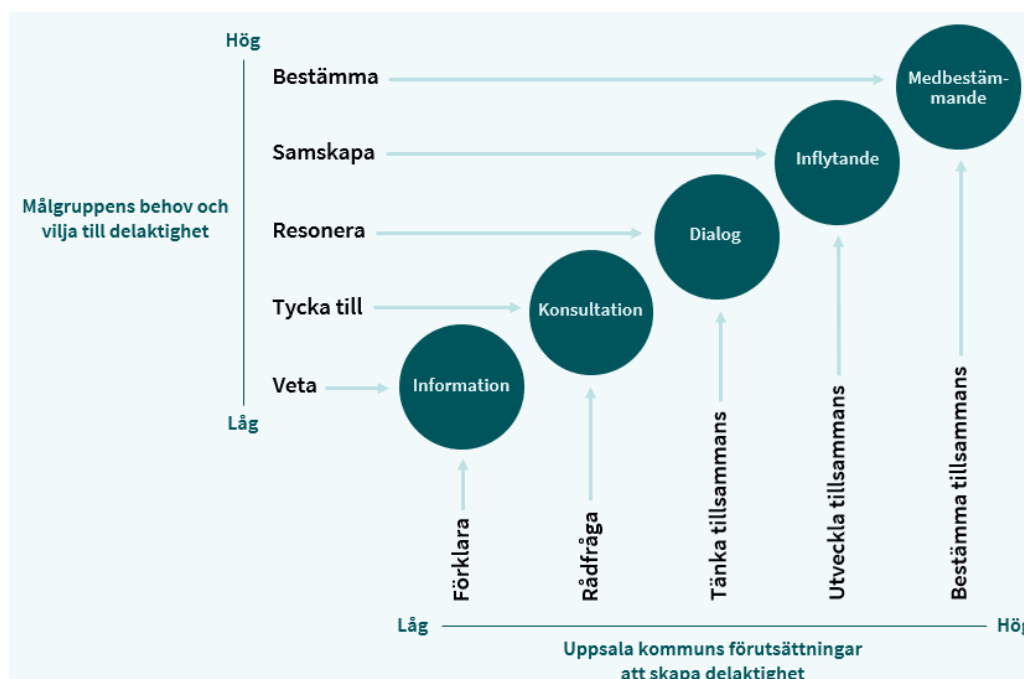 Hög
Bestämma
Medbestäm-
mande
Samskapa
Inflytande
Målgruppens behov och
vilja till delaktighet
Resonera
Dialog
Tycka till
Konsultation
Veta
Information
Låg
Förklara
Rådfråga
Tänka tillsammans
Utveckla tillsammans
Bestämma tillsammans
Låg
Hög
Uppsala kommuns förutsättningar
att skapa delaktighet